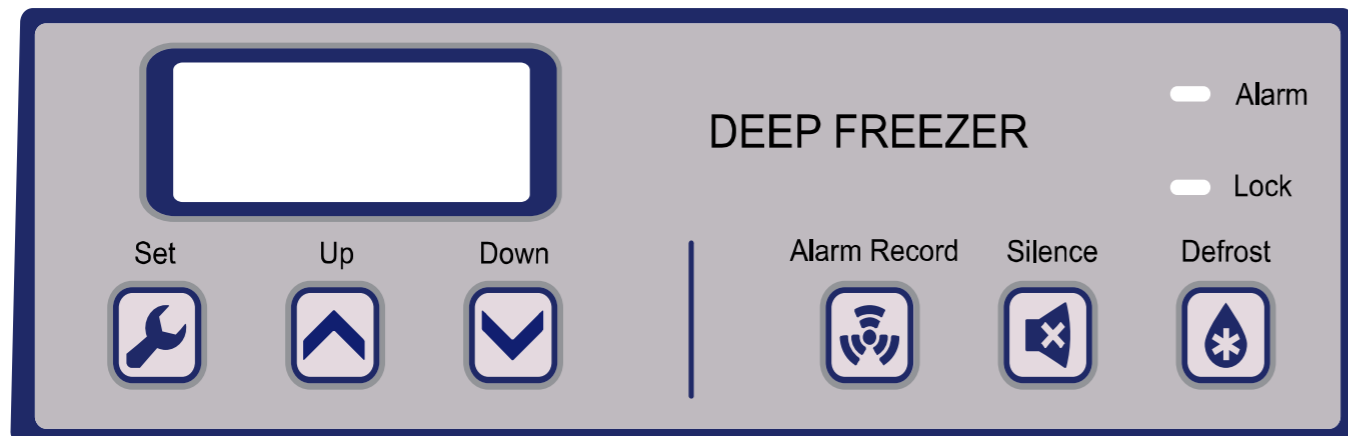 DEEP FREEZER
Alarm
Lock
Set Up Down
Alarm Record Silence Defrost